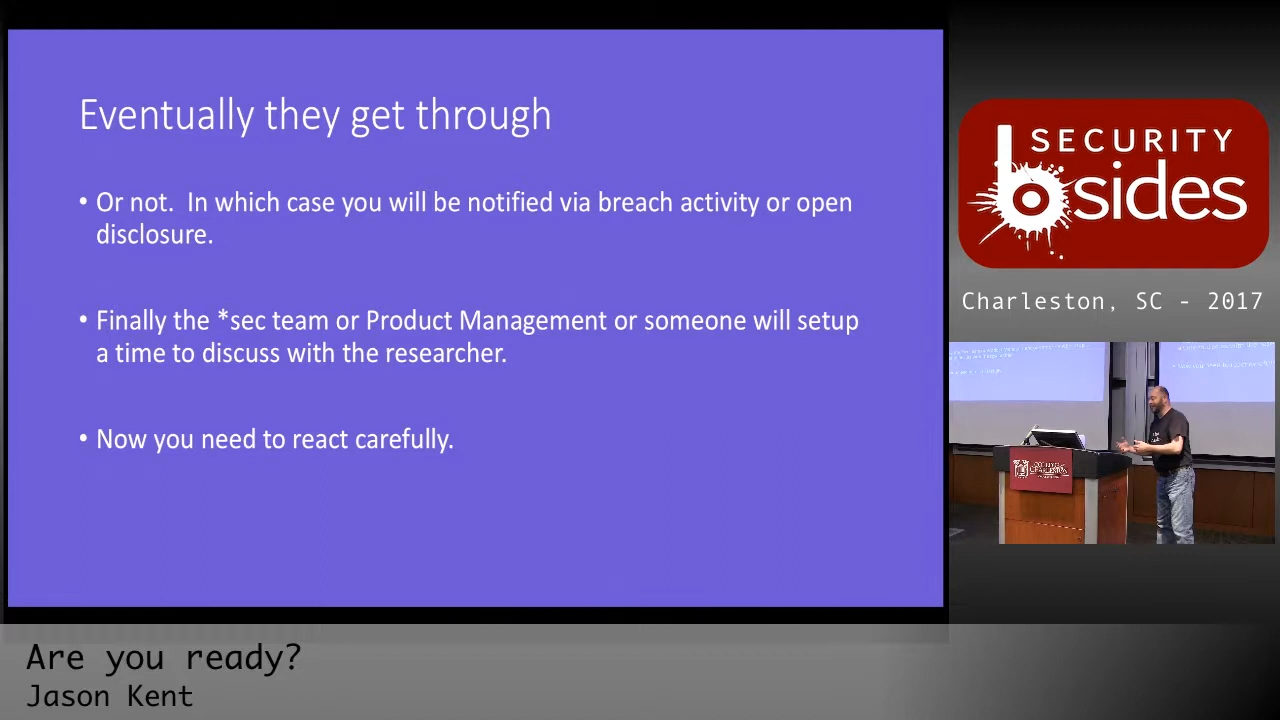 Eventually they get through
• Or not.  In which case you will be notified via breach activity or open
disclosure.
• Finally the *sec team or Product Management or someone will setup
a time to discuss with the researcher.
• Now you need to react carefully.
SECURITY
bsides
Charleston, SC - 2017
Are you ready?
Jason Kent